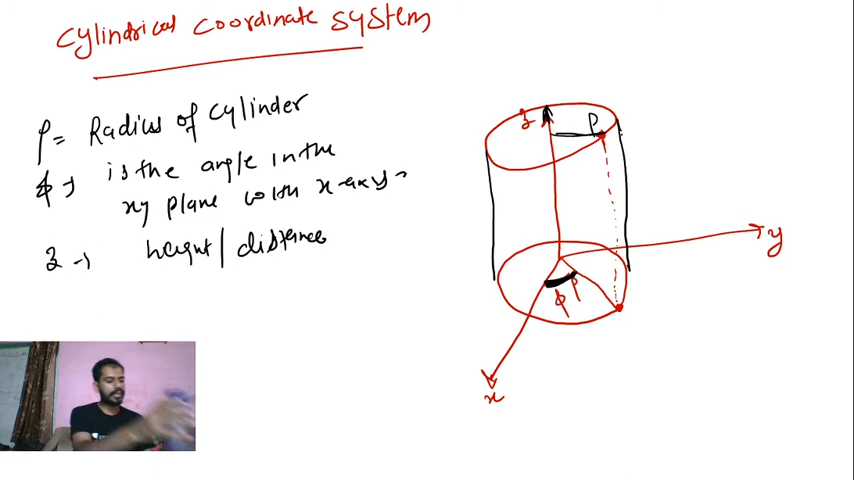 Cylindrical coordinate system
ρ = Radius of cylinder
ϕ → is the angle in the
xy plane with x-axis
z → height/distance
z
ρ
y
ϕ
ρ
x